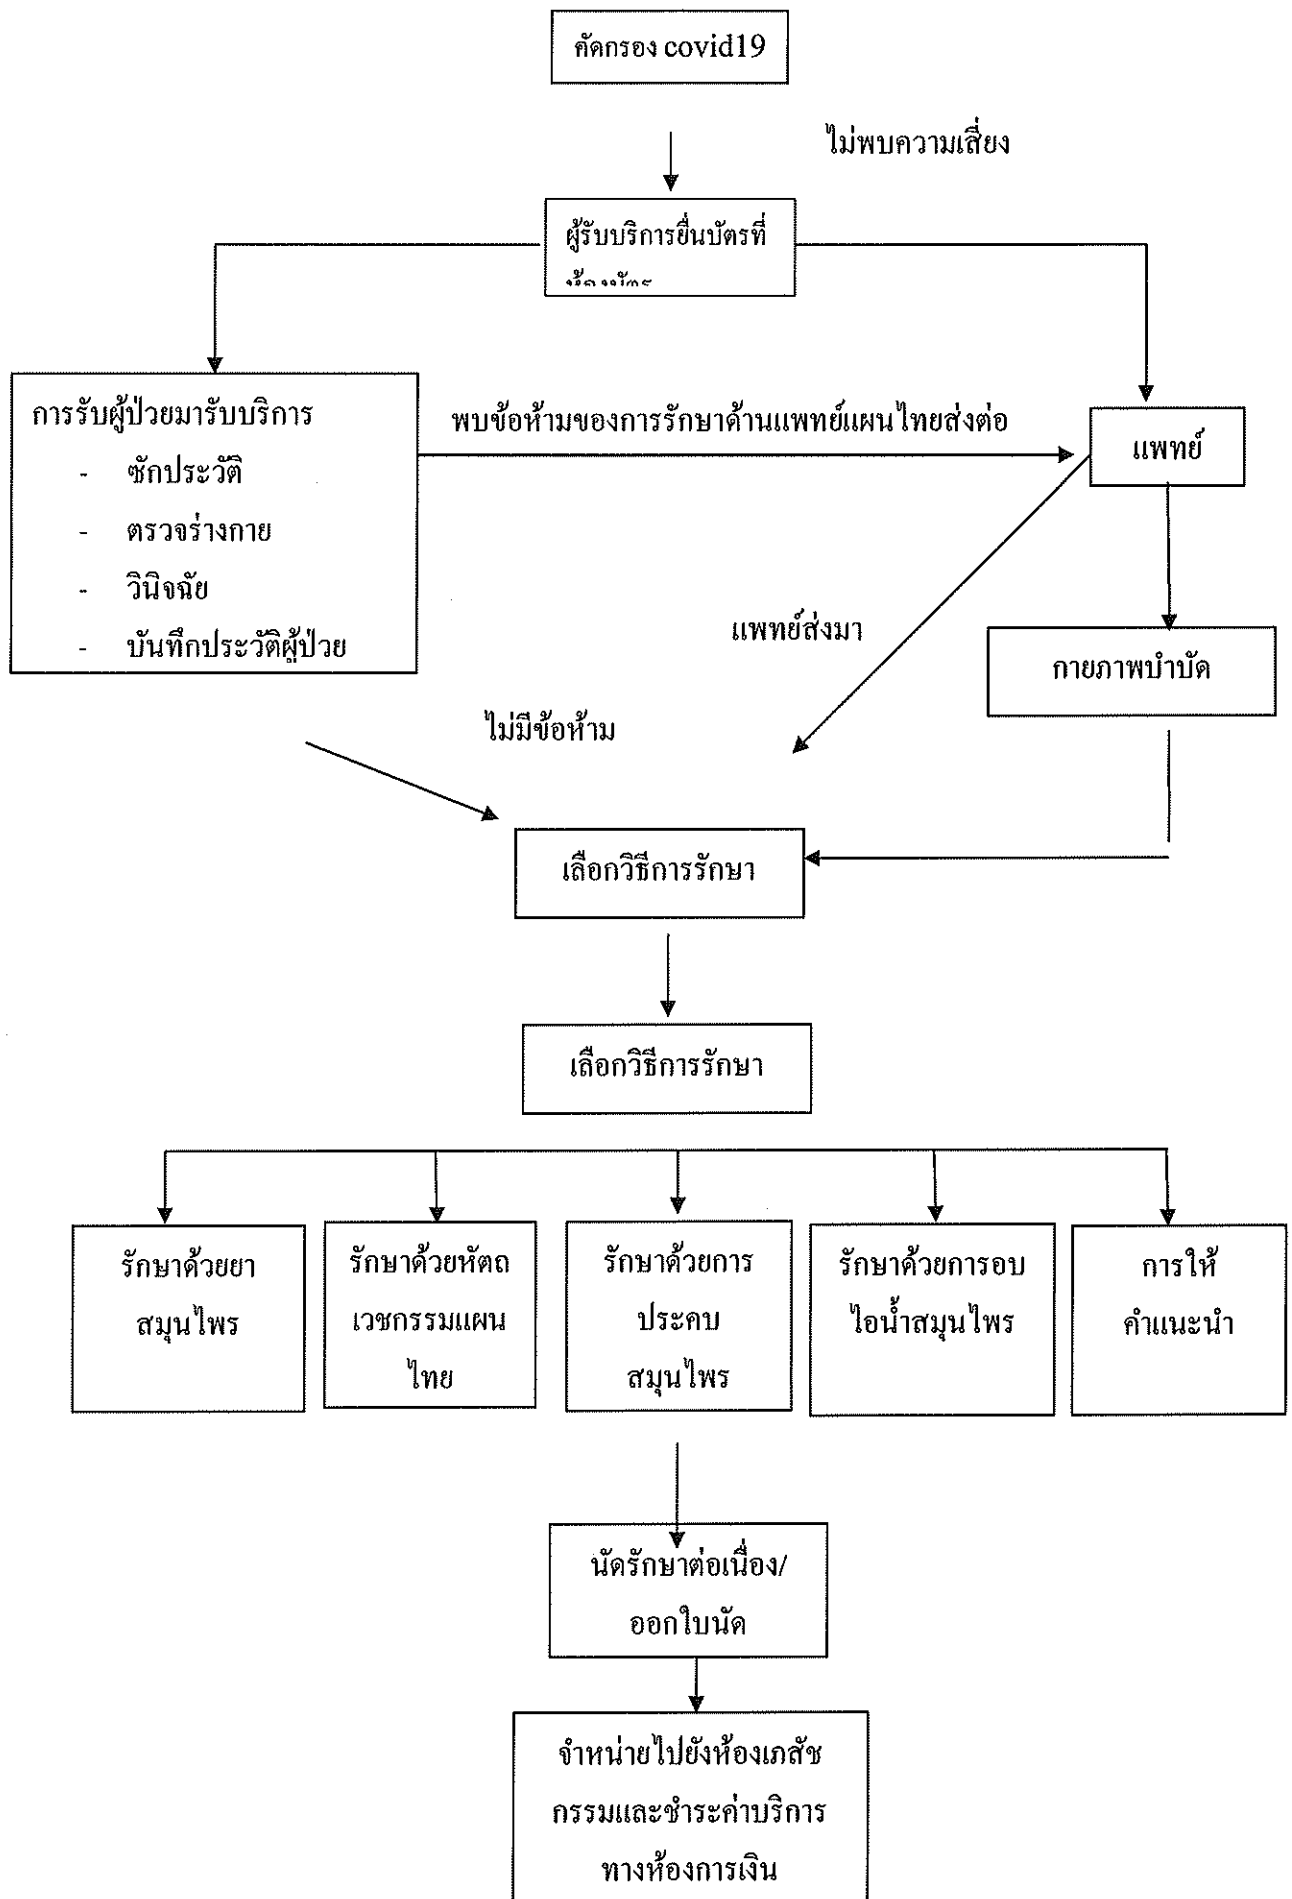 คัดกรอง covid19
ไม่พบความเสี่ยง
ผู้รับบริการยื่นบัตรที่
การรับผู้ป่วยมารับบริการ
- ซักประวัติ
- ตรวจร่างกาย
- วินิจฉัย
- บันทึกประวัติผู้ป่วย
พบข้อห้ามของการรักษาด้านแพทย์แผนไทยส่งต่อ
แพทย์
แพทย์ส่งมา
กายภาพบำบัด
ไม่มีข้อห้าม
เลือกวิธีการรักษา
เลือกวิธีการรักษา
รักษาด้วยยา
สมุนไพร
รักษาด้วยหัตถ
เวชกรรมแผน
ไทย
รักษาด้วยการ
ประคบ
สมุนไพร
รักษาด้วยการอบ
ไอน้ำสมุนไพร
การให้
คำแนะนำ
นัดรักษาต่อเนื่อง/
ออกใบนัด
จำหน่ายไปยังห้องเภสัช
กรรมและชำระค่าบริการ
ทางห้องการเงิน